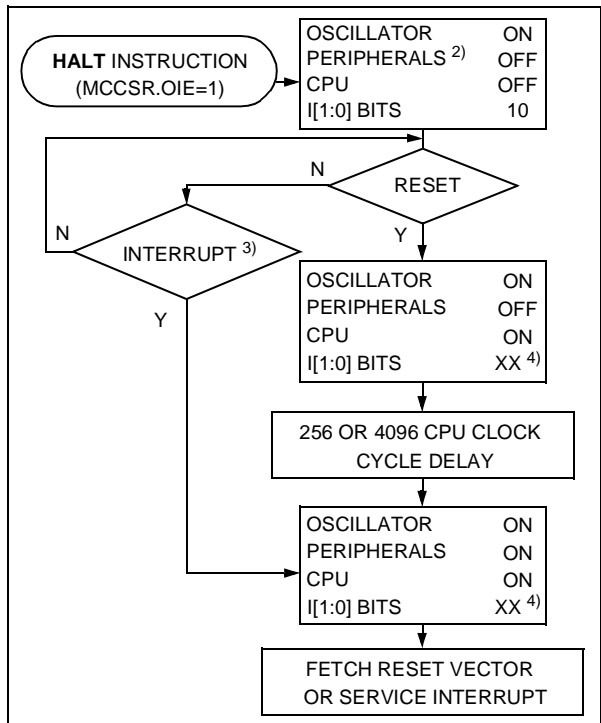 HALT INSTRUCTION
(MCCSR.OIE=1)
OSCILLATOR ON
PERIPHERALS 2) OFF
CPU OFF
I[1:0] BITS 10
RESET
N
Y
INTERRUPT 3)
N
Y
OSCILLATOR ON
PERIPHERALS OFF
CPU ON
I[1:0] BITS XX 4)
256 OR 4096 CPU CLOCK
CYCLE DELAY
OSCILLATOR ON
PERIPHERALS ON
CPU ON
I[1:0] BITS XX 4)
FETCH RESET VECTOR
OR SERVICE INTERRUPT